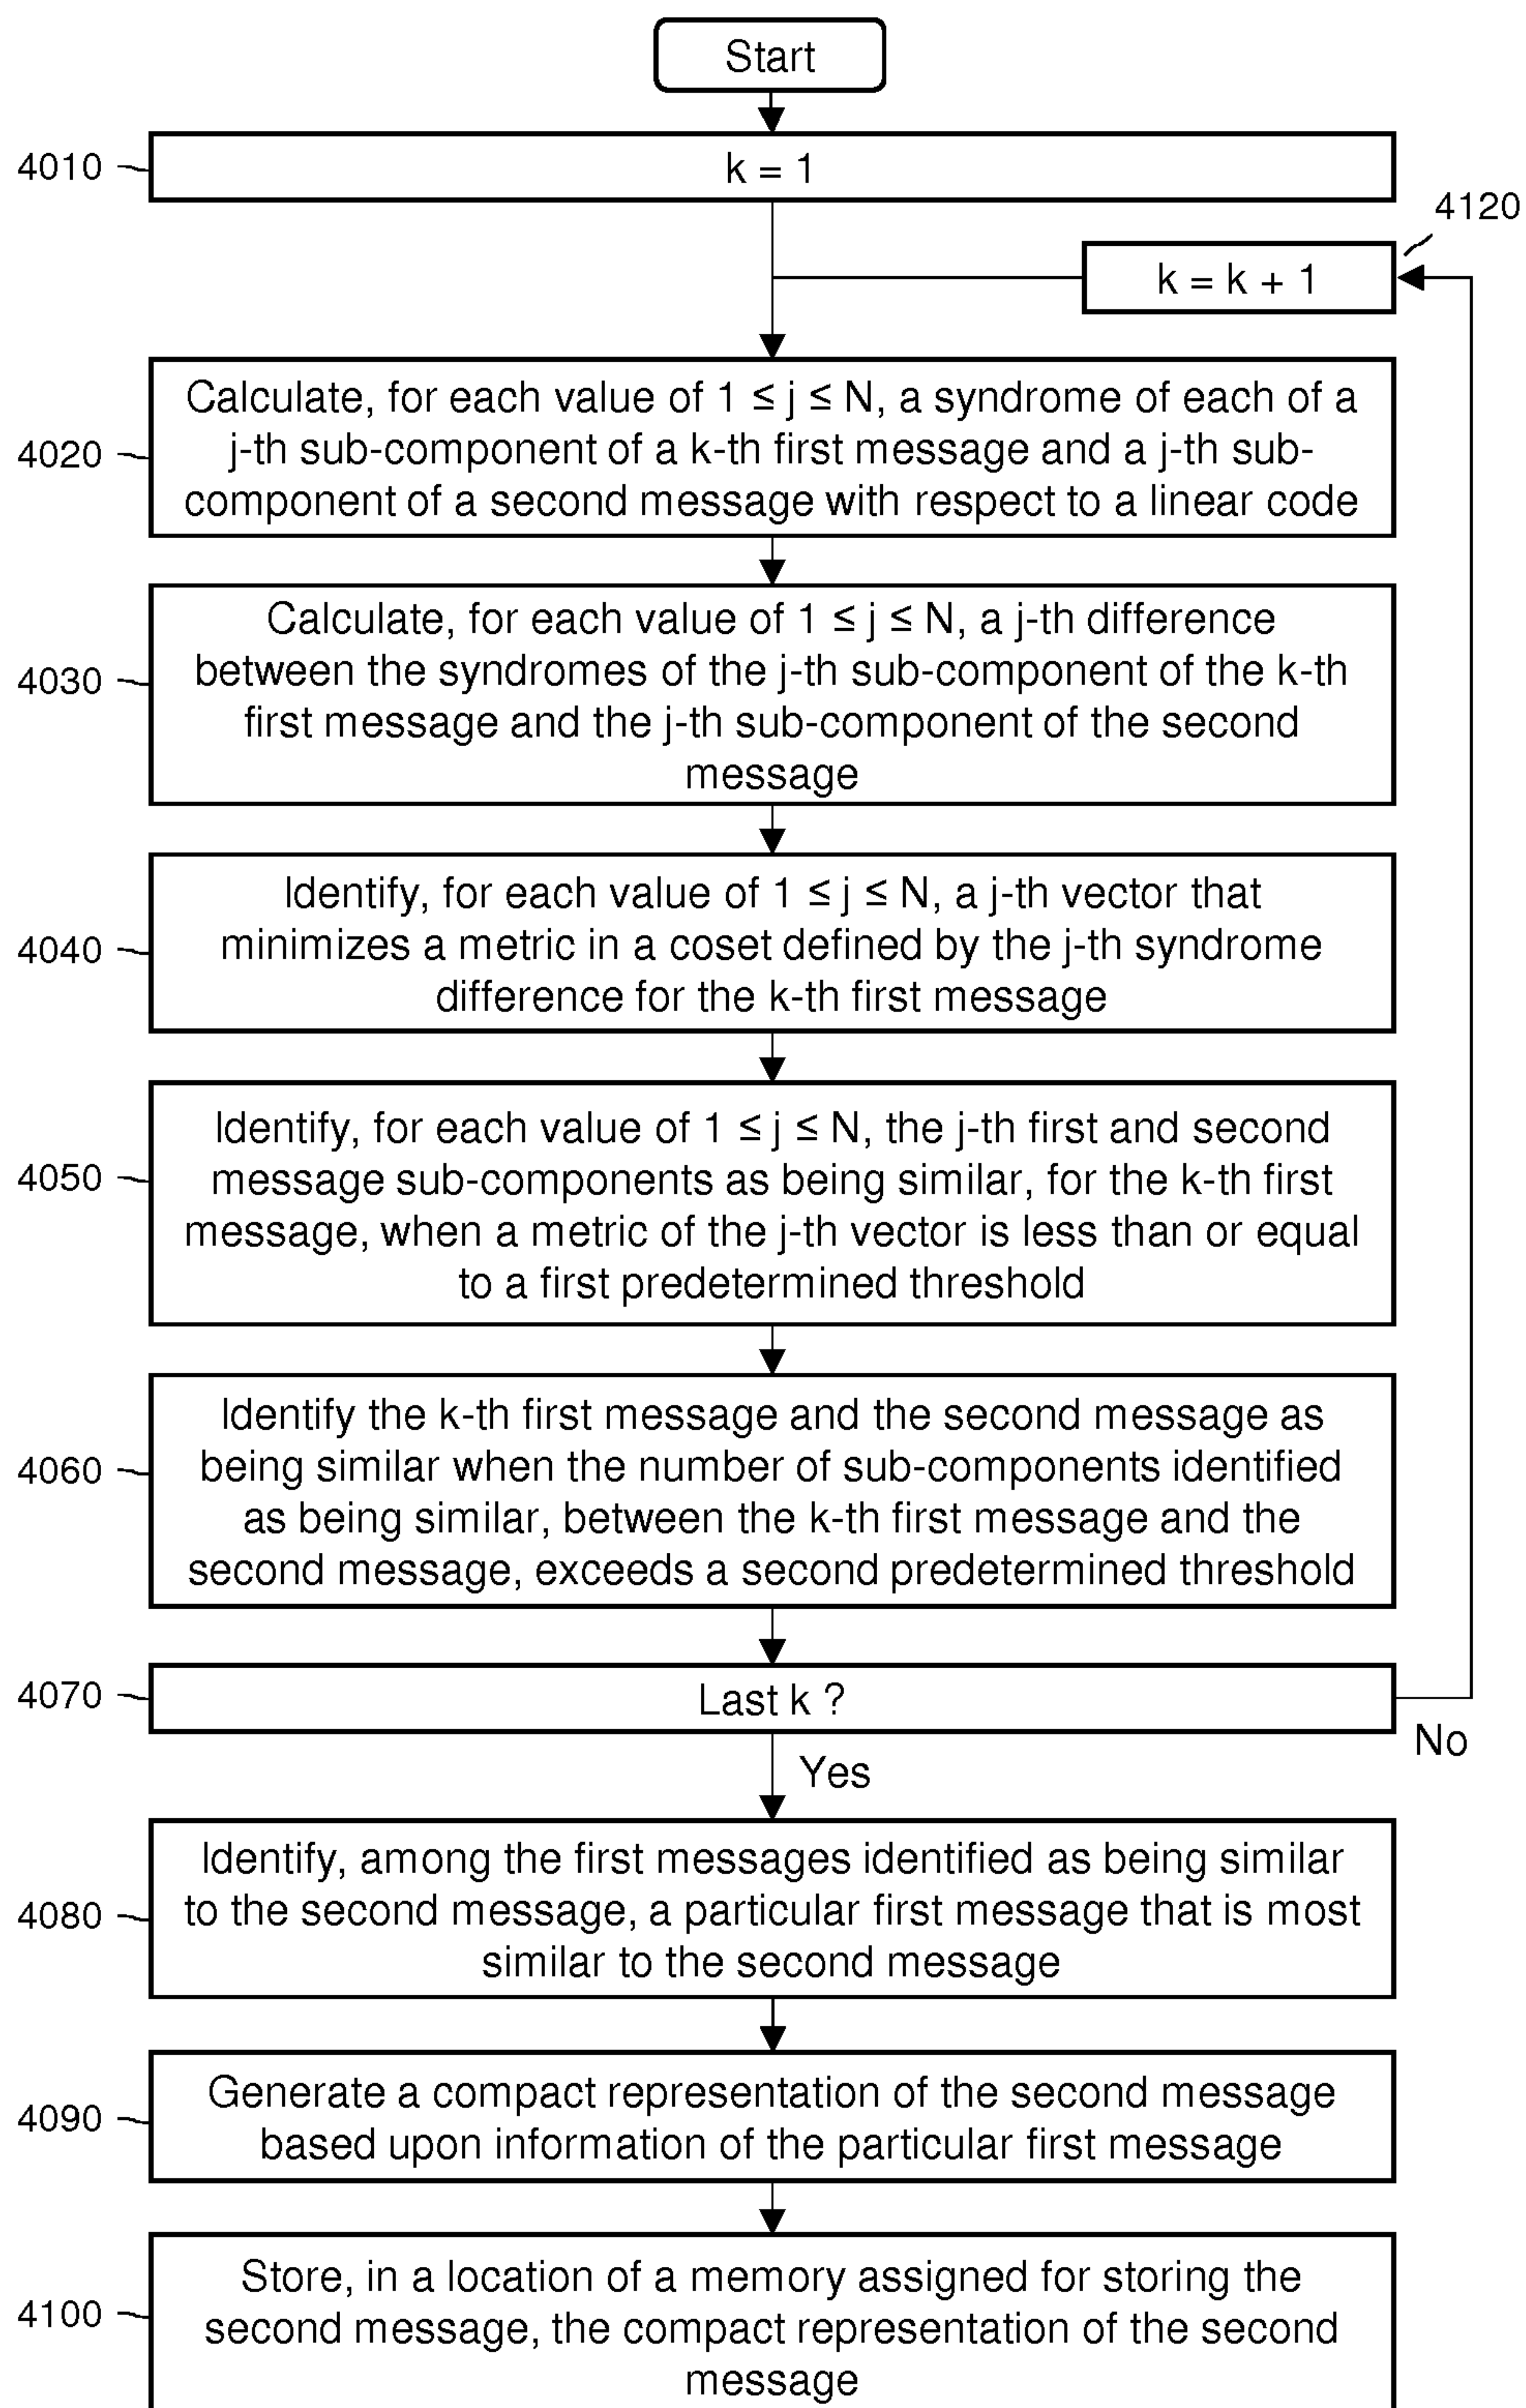 Start
4010
k = 1
4120
k = k + 1
4020
Calculate, for each value of 1 ≤ j ≤ N, a syndrome of each of a
j-th sub-component of a k-th first message and a j-th sub-
component of a second message with respect to a linear code
4030
Calculate, for each value of 1 ≤ j ≤ N, a j-th difference
between the syndromes of the j-th sub-component of the k-th
first message and the j-th sub-component of the second
message
4040
Identify, for each value of 1 ≤ j ≤ N, a j-th vector that
minimizes a metric in a coset defined by the j-th syndrome
difference for the k-th first message
4050
Identify, for each value of 1 ≤ j ≤ N, the j-th first and second
message sub-components as being similar, for the k-th first
message, when a metric of the j-th vector is less than or equal
to a first predetermined threshold
4060
Identify the k-th first message and the second message as
being similar when the number of sub-components identified
as being similar, between the k-th first message and the
second message, exceeds a second predetermined threshold
4070
Last k ?
No
Yes
4080
Identify, among the first messages identified as being similar
to the second message, a particular first message that is most
similar to the second message
4090
Generate a compact representation of the second message
based upon information of the particular first message
4100
Store, in a location of a memory assigned for storing the
second message, the compact representation of the second
message